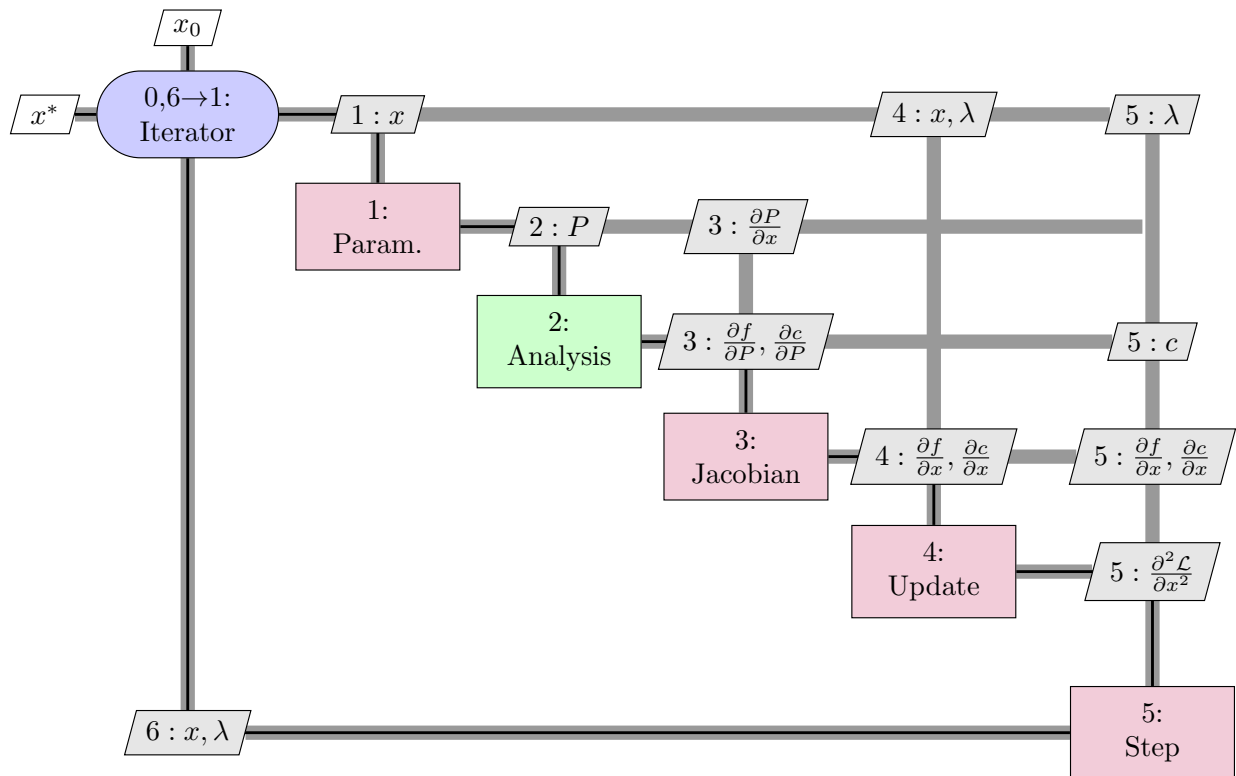 x₀
x*
0,6→1:
Iterator
1 : x
4 : x, λ
5 : λ
1:
Param.
2 : P
3 : ∂P/∂x
2:
Analysis
3 : ∂f/∂P, ∂c/∂P
5 : c
3:
Jacobian
4 : ∂f/∂x, ∂c/∂x
5 : ∂f/∂x, ∂c/∂x
4:
Update
5 : ∂²ℒ/∂x²
6 : x, λ
5:
Step